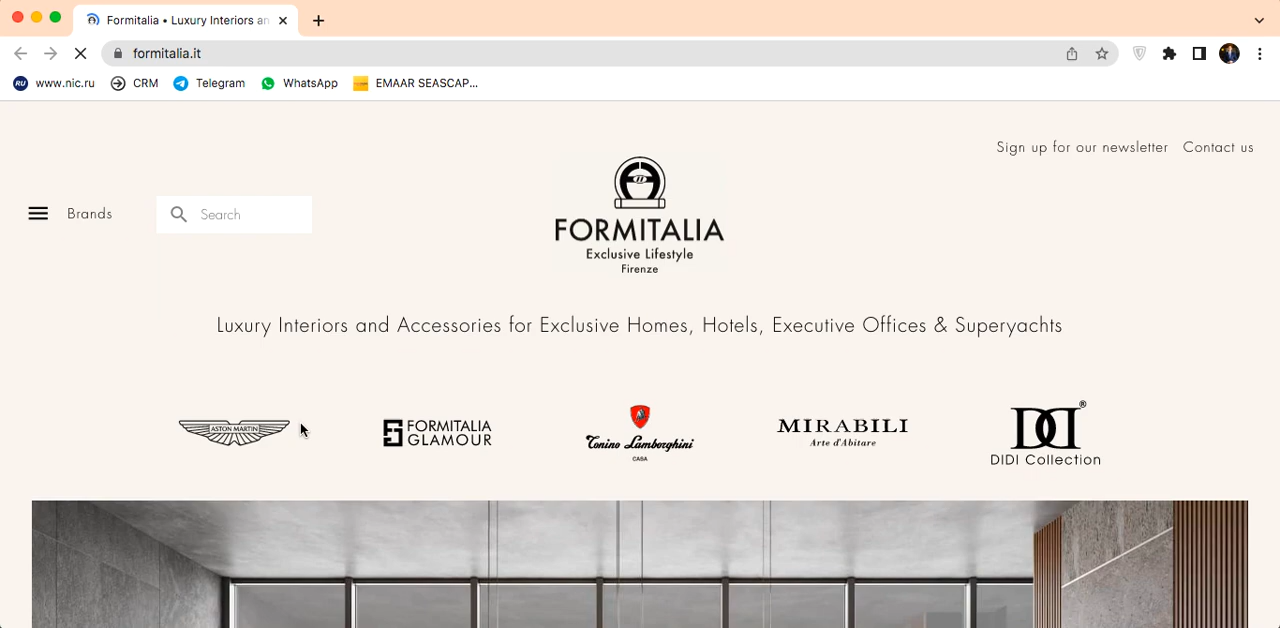 Formitalia • Luxury Interiors an
formitalia.it
RU www.nic.ru CRM Telegram WhatsApp EMAAR SEASCAP...
Sign up for our newsletter Contact us
Brands Search
FORMITALIA
Exclusive Lifestyle
Firenze
Luxury Interiors and Accessories for Exclusive Homes, Hotels, Executive Offices & Superyachts
ASTON MARTIN
FORMITALIA
GLAMOUR
Tonino Lamborghini
CASA
MIRABILI
Arte d'Abitare
DD®
DIDI Collection